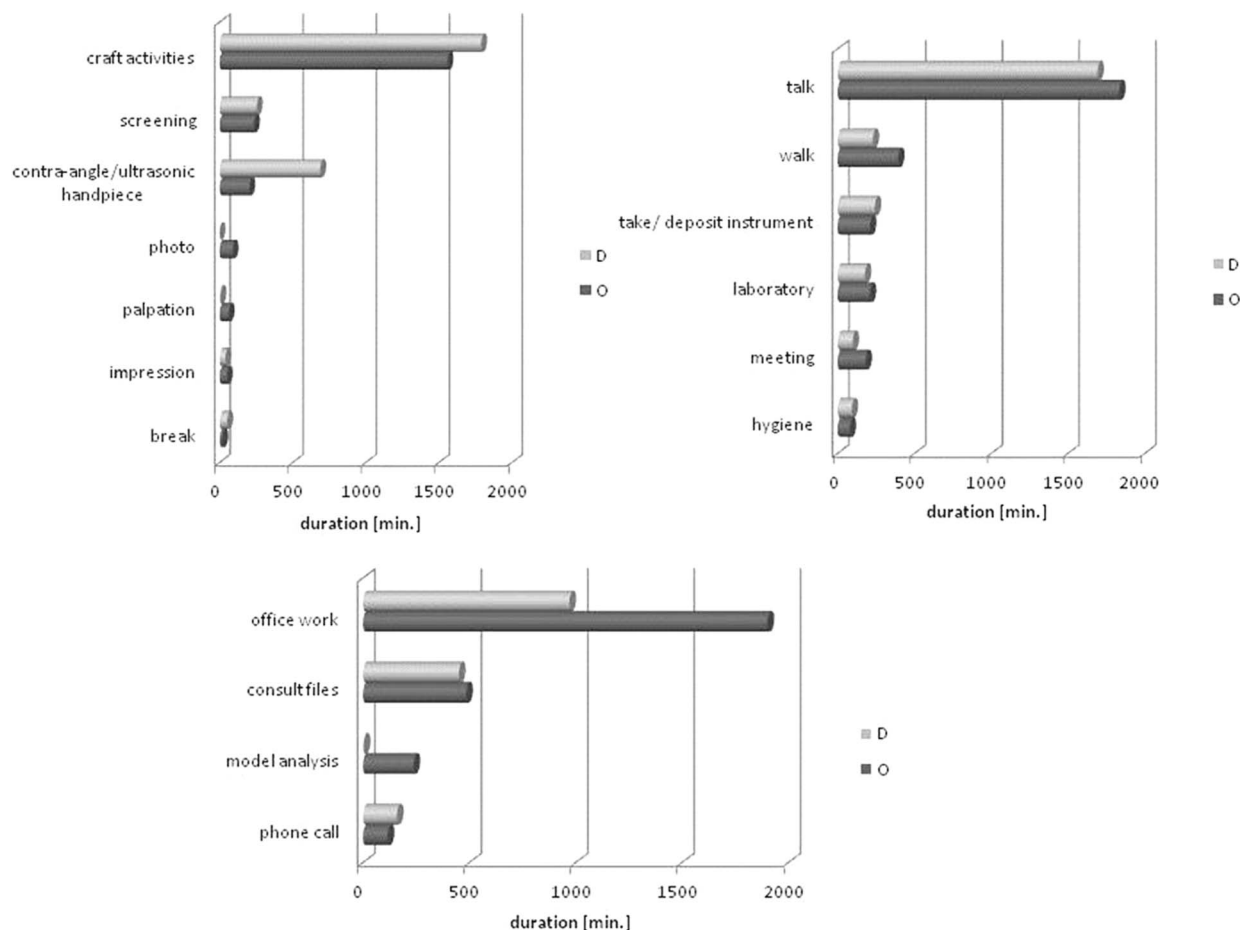 craft activities
screening
contra-angle/ultrasonic
handpiece
photo
palpation
impression
break
0 500 1000 1500 2000
duration [min.]
D
O
talk
walk
take/ deposit instrument
laboratory
meeting
hygiene
0 500 1000 1500 2000
duration [min.]
D
O
office work
consult files
model analysis
phone call
0 500 1000 1500 2000
duration [min.]
D
O